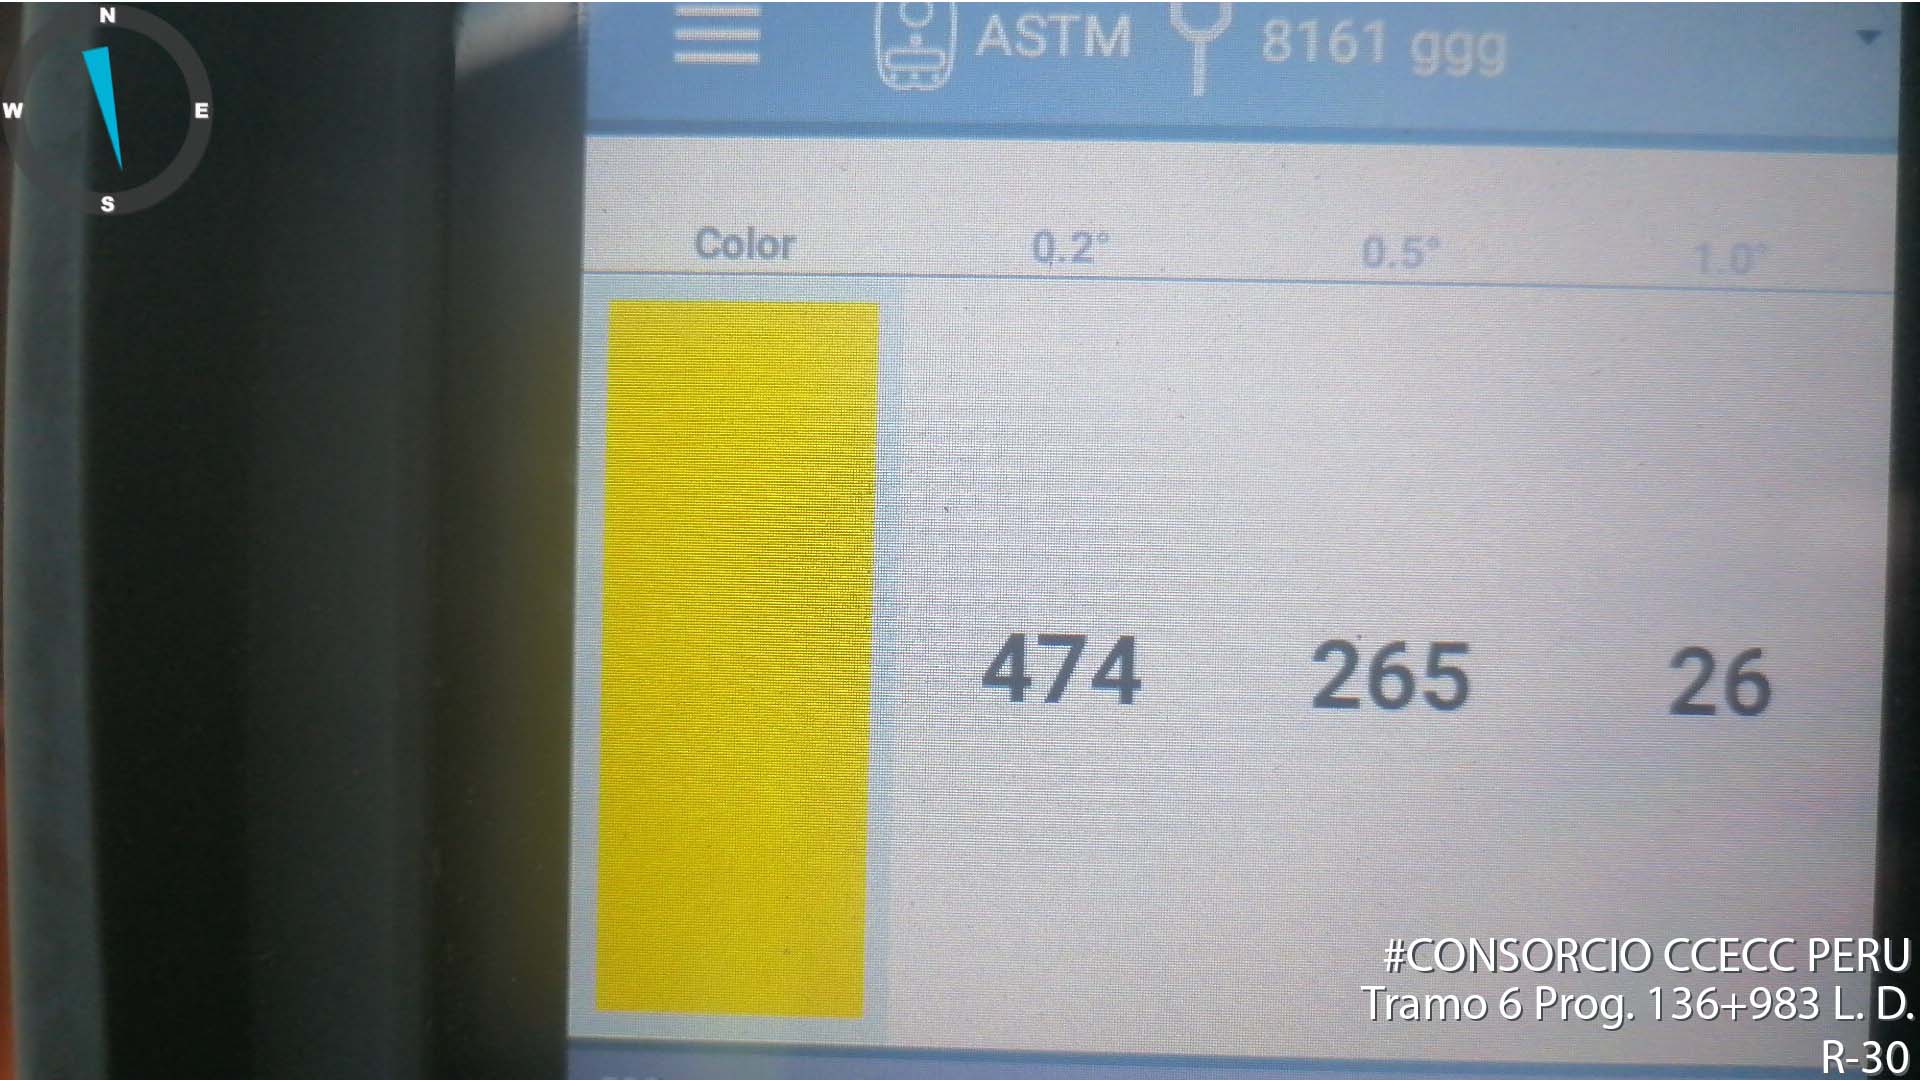 N
W E
S
ASTM 8161 ggg
Color 0.2° 0.5° 1.0°
474 265 26
#CONSORCIO CCECC PERU
Tramo 6 Prog. 136+983 L. D.
R-30